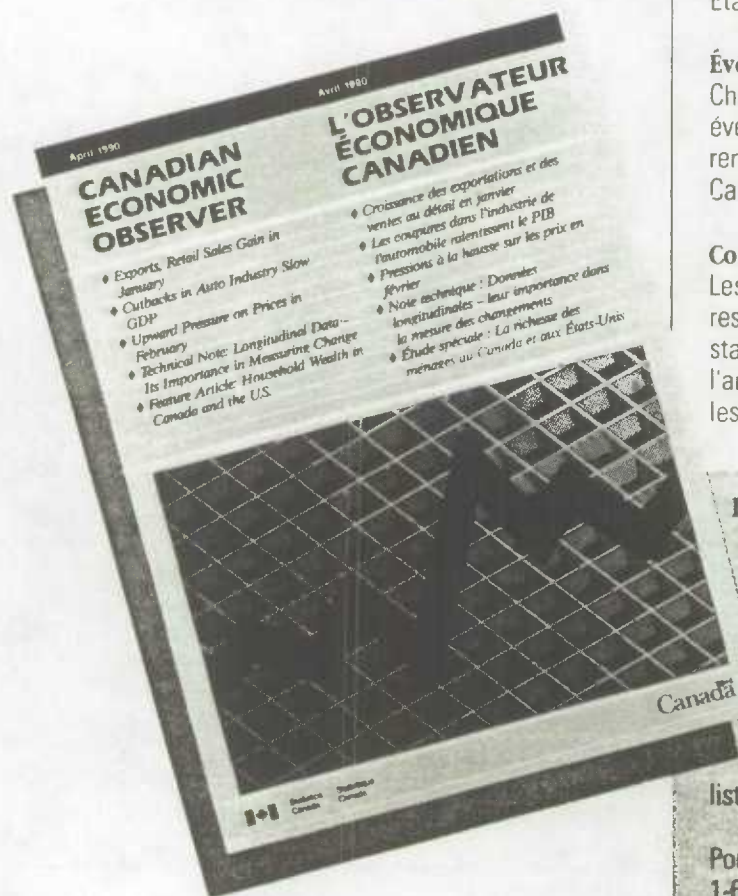 April 1990
Avril 1990
CANADIAN
ECONOMIC
OBSERVER
♦ Exports, Retail Sales Gain in
January
♦ Cutbacks in Auto Industry Slow
GDP
♦ Upward Pressure on Prices in
February
♦ Technical Note: Longitudinal Data -
Its Importance in Measuring Change
♦ Feature Article: Household Wealth in
Canada and the U.S.
L'OBSERVATEUR
ÉCONOMIQUE
CANADIEN
♦ Croissance des exportations et des
ventes au détail en janvier
♦ Les coupures dans l'industrie de
l'automobile ralentissent le PIB
♦ Pressions à la hausse sur les prix en
février
♦ Note technique : Données
longitudinales – leur importance dans
la mesure des changements
♦ Étude spéciale : La richesse des
ménages au Canada et aux États-Unis
Canada
Statistics Statistique
Canada Canada
Éta
Éve
Ch
éve
ren
Ca
Co
Les
res
sta
l'ar
les
list
Po